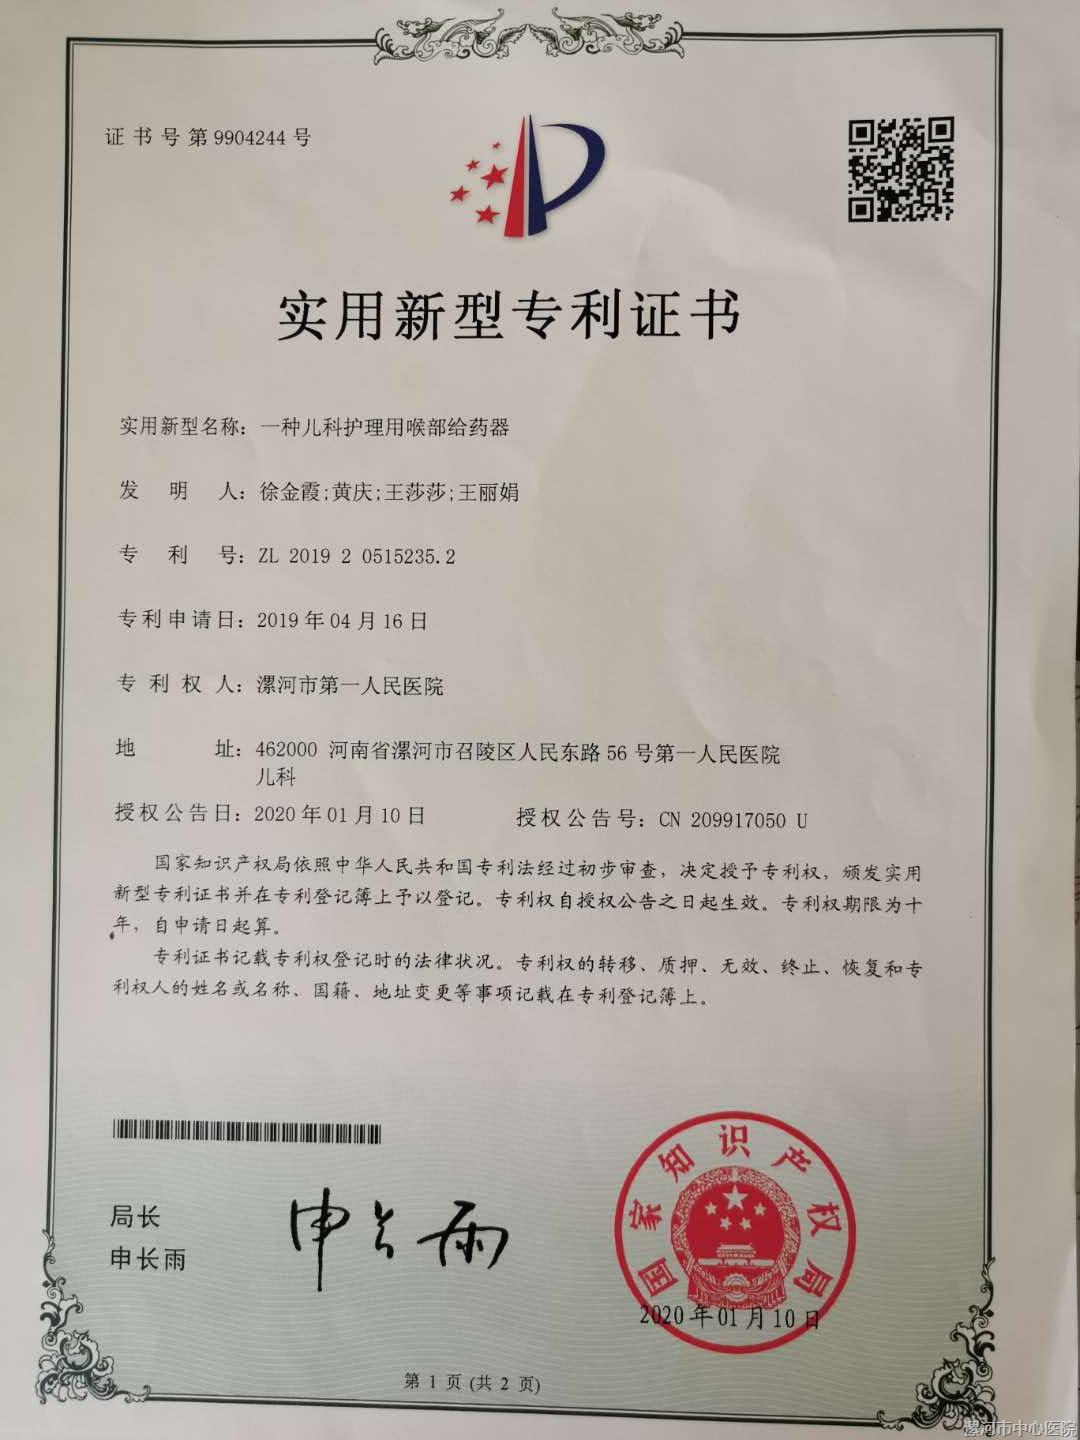 证书号第9904244号
实用新型专利证书
实用新型名称：一种儿科护理用喉部给药器
发明人：徐金霞;黄庆;王莎莎;王丽娟
专利号：ZL 2019 2 0515235.2
专利申请日：2019年04月16日
专利权人：漯河市第一人民医院
地址：462000 河南省漯河市召陵区人民东路56号第一人民医院
儿科
授权公告日：2020年01月10日 授权公告号：CN 209917050 U
国家知识产权局依照中华人民共和国专利法经过初步审查，决定授予专利权，颁发实用
新型专利证书并在专利登记簿上予以登记。专利权自授权公告之日起生效。专利权期限为十
年，自申请日起算。
专利证书记载专利权登记时的法律状况。专利权的转移、质押、无效、终止、恢复和专
利权人的姓名或名称、国籍、地址变更等事项记载在专利登记簿上。
局长
申长雨
申长雨
国家知识产权局
2020年01月10日
第 1 页 (共 2 页)
漯河市中心医院